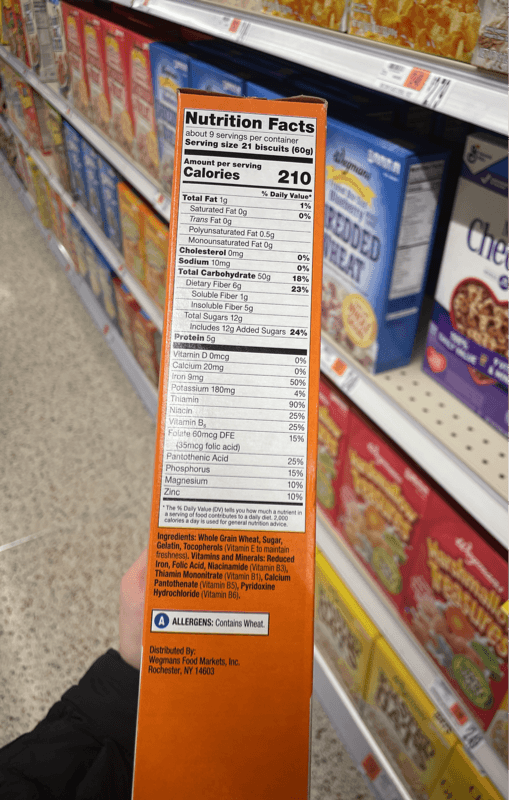 Nutrition Facts
about 9 servings per container
Serving size 21 biscuits (60g)
Amount per serving
Calories 210
% Daily Value*
Total Fat 1g 1%
Saturated Fat 0g 0%
Trans Fat 0g
Polyunsaturated Fat 0.5g
Monounsaturated Fat 0g
Cholesterol 0mg 0%
Sodium 10mg 0%
Total Carbohydrate 50g 18%
Dietary Fiber 6g 23%
Soluble Fiber 1g
Insoluble Fiber 5g
Total Sugars 12g
Includes 12g Added Sugars 24%
Protein 5g
Vitamin D 0mcg 0%
Calcium 20mg 0%
Iron 9mg 50%
Potassium 180mg 4%
Thiamin 90%
Niacin 25%
Vitamin B6 25%
Folate 60mcg DFE 15%
(35mcg folic acid)
Pantothenic Acid 25%
Phosphorus 15%
Magnesium 10%
Zinc 10%
* The % Daily Value (DV) tells you how much a nutrient in
a serving of food contributes to a daily diet. 2,000
calories a day is used for general nutrition advice.
Ingredients: Whole Grain Wheat, Sugar,
Gelatin, Tocopherols (Vitamin E to maintain
freshness). Vitamins and Minerals: Reduced
Iron, Folic Acid, Niacinamide (Vitamin B3),
Thiamin Mononitrate (Vitamin B1), Calcium
Pantothenate (Vitamin B5), Pyridoxine
Hydrochloride (Vitamin B6).
A ALLERGENS: Contains Wheat.
Distributed By:
Wegmans Food Markets, Inc.
Rochester, NY 14603
Wegmans
WHEAT